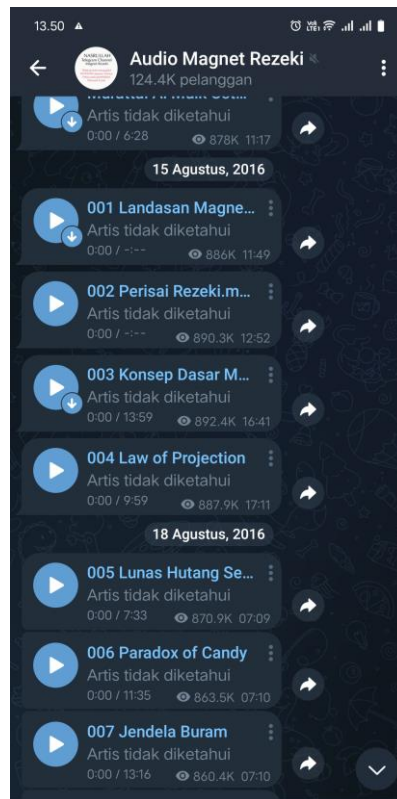 13.50
Audio Magnet Rezeki
124.4K pelanggan
Artis tidak diketahui
0:00 / 6:28 878K 11:17
15 Agustus, 2016
001 Landasan Magne...
Artis tidak diketahui
0:00 / -:-- 886K 11:49
002 Perisai Rezeki.m...
Artis tidak diketahui
0:00 / -:-- 890.3K 12:52
003 Konsep Dasar M...
Artis tidak diketahui
0:00 / 13:59 892.4K 16:41
004 Law of Projection
Artis tidak diketahui
0:00 / 9:59 887.9K 17:11
18 Agustus, 2016
005 Lunas Hutang Se...
Artis tidak diketahui
0:00 / 7:33 870.9K 07:09
006 Paradox of Candy
Artis tidak diketahui
0:00 / 11:35 863.5K 07:10
007 Jendela Buram
Artis tidak diketahui
0:00 / 13:16 860.4K 07:10